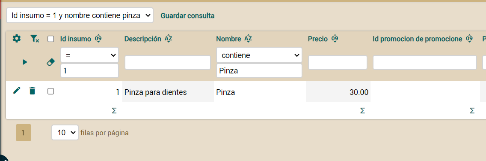 Id insumo = 1 y nombre contiene pinza Guardar consulta
Id insumo Descripción Nombre Precio Id promocion de promocione P
= contiene
1 Pinza
1 Pinza para dientes Pinza 30.00
Σ Σ Σ
1 10 filas por página